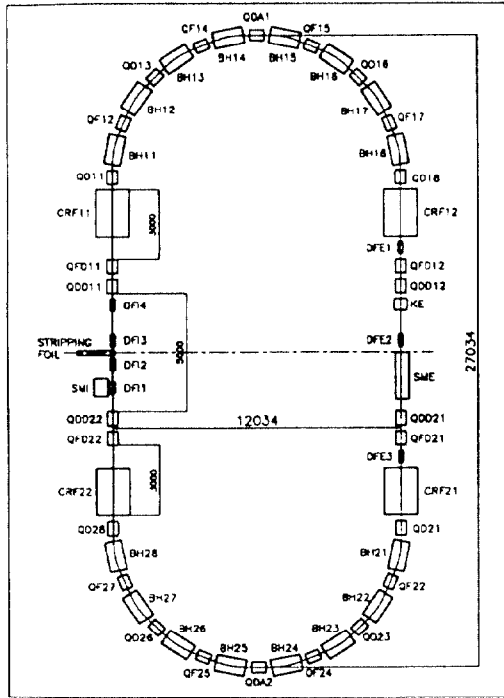 QDA1
QF14
QF15
BH14
BH15
QD13
QD16
BH13
BH16
BH12
BH17
QF12
QF17
BH11
BH18
QD11
QD18
CRF11
3000
CRF12
DFE1
QFD11
QFD12
QDD11
QDD12
DFI4
KE
STRIPPING
FOIL
DFI3
5000
DFE2
DFI2
27034
SMI
DFI1
SME
QDD22
12034
QDD21
QFD22
QFD21
DFE3
CRF22
3000
CRF21
QD28
QD21
BH28
BH21
QF27
QF22
BH27
BH22
QD26
QD23
BH26
BH23
BH25
BH24
QF25
QF24
QDA2